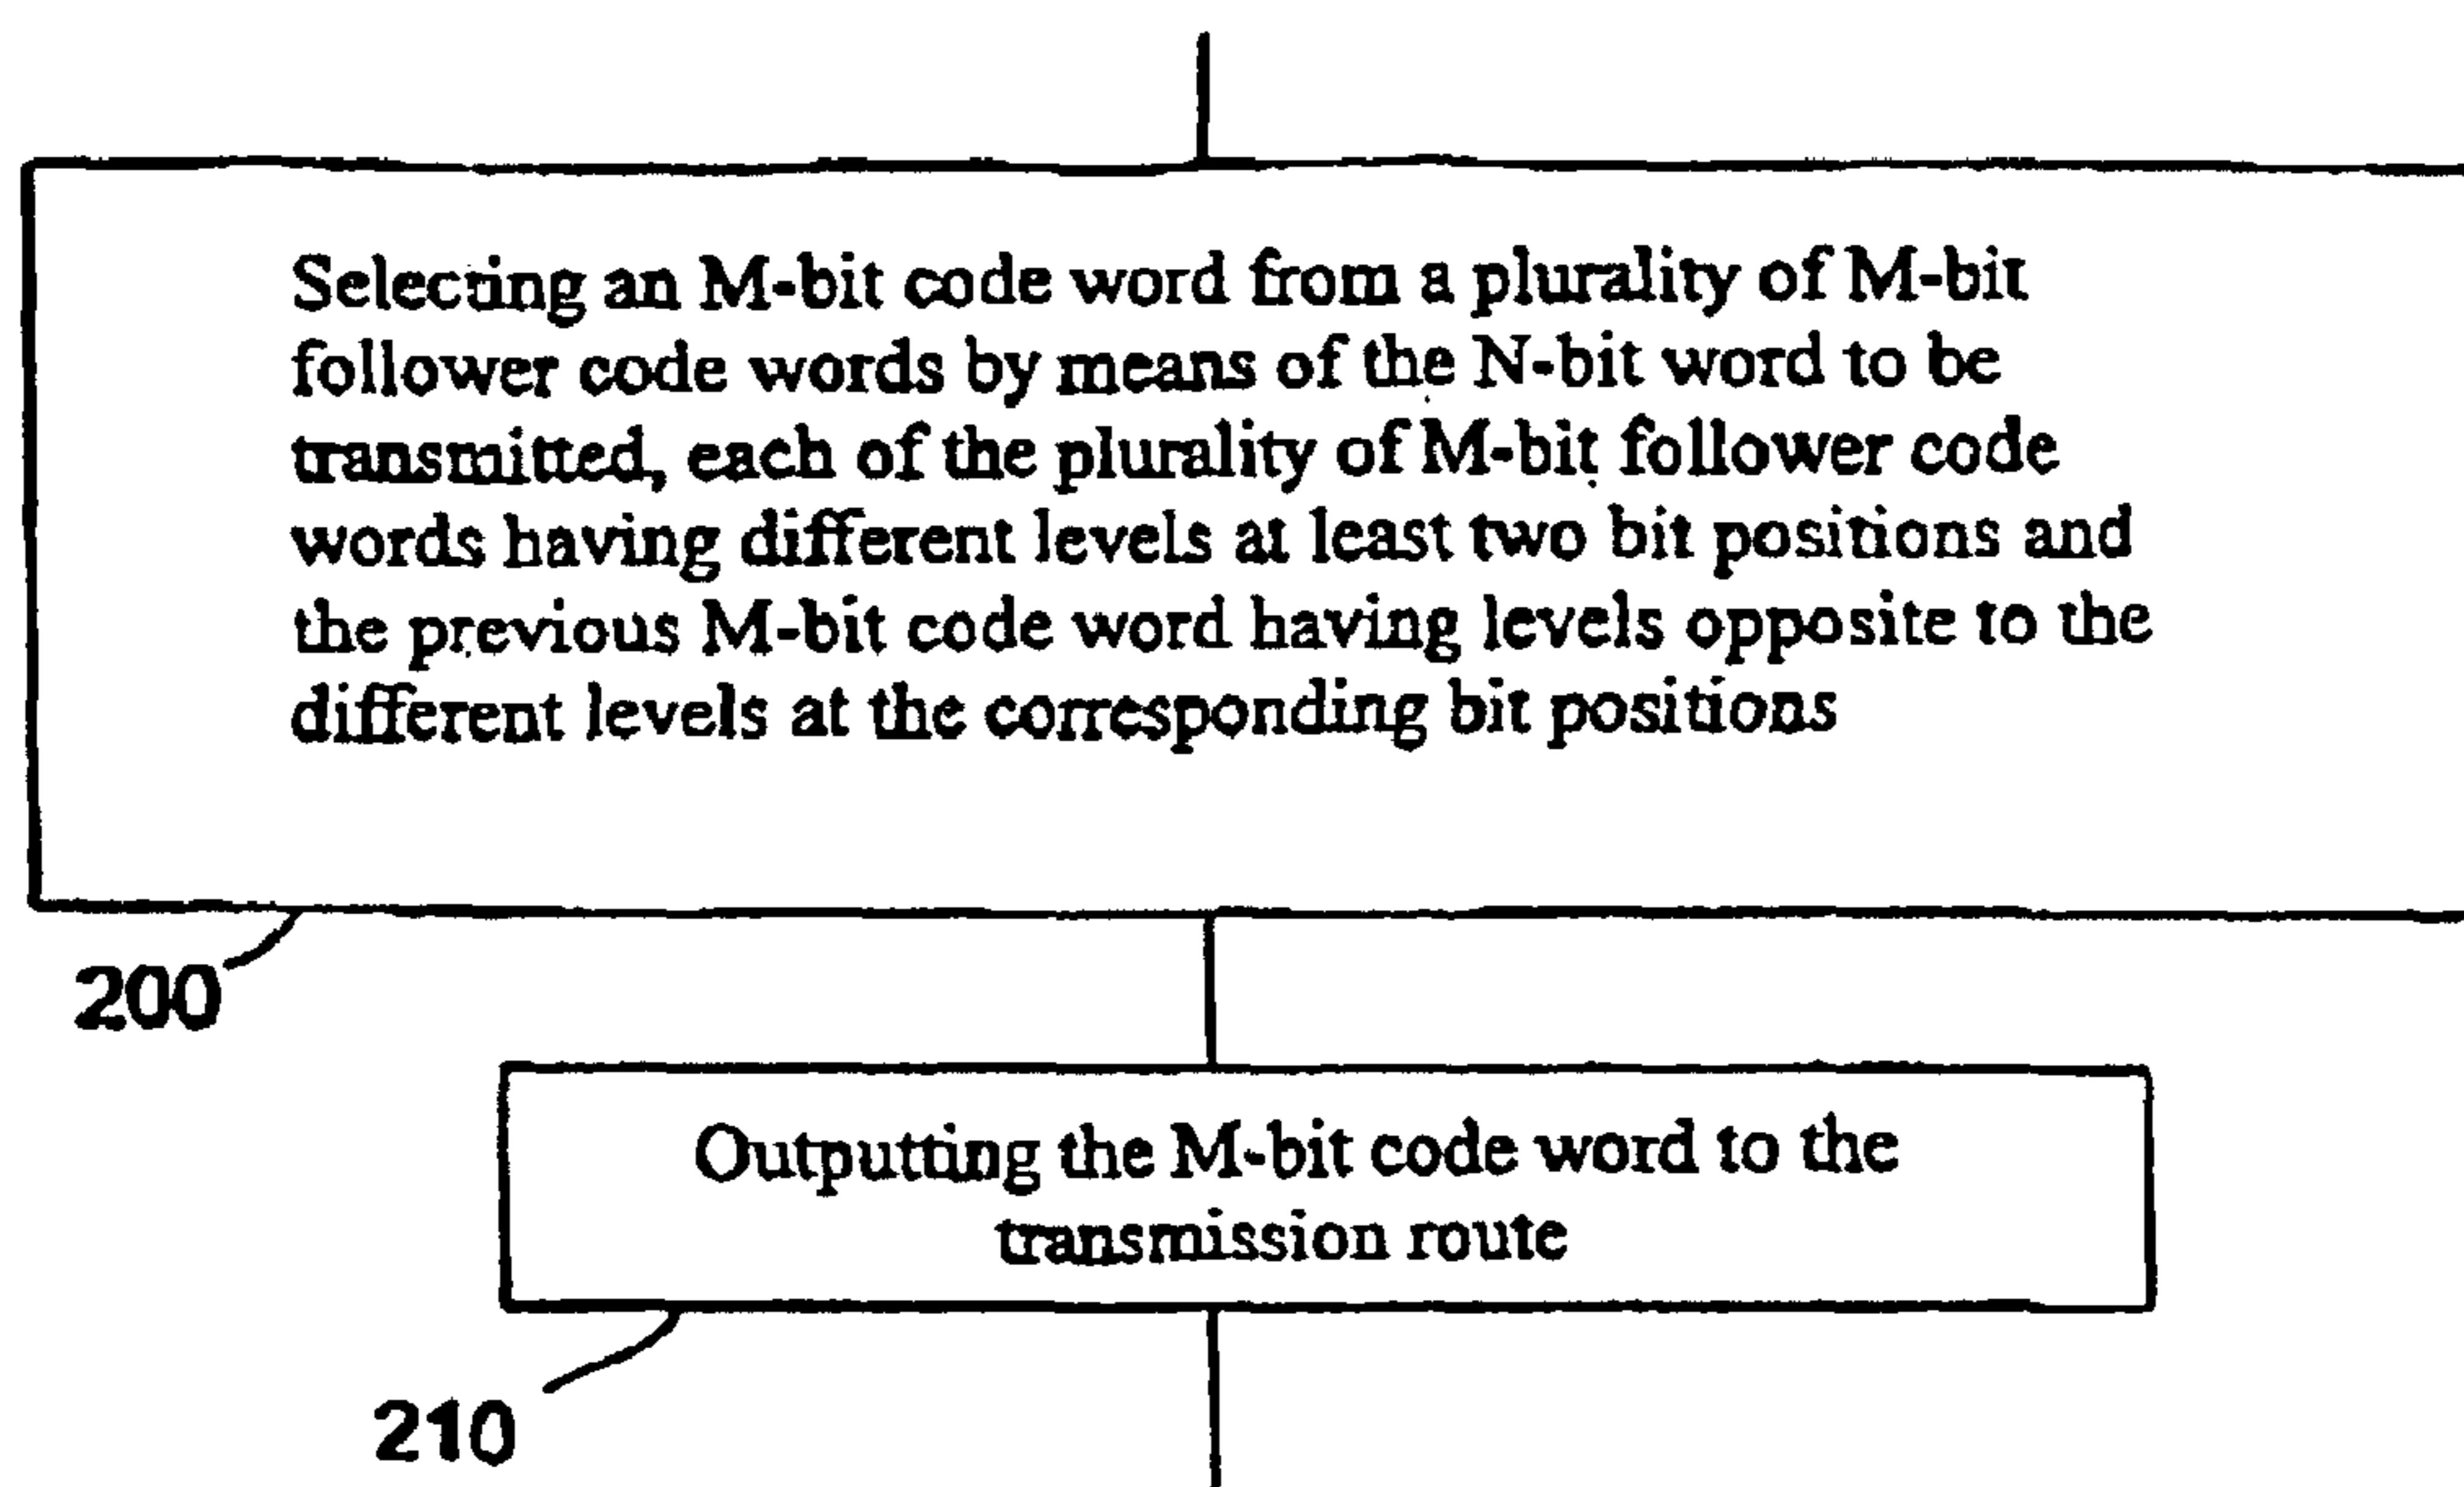 Selecting an M-bit code word from a plurality of M-bit
follower code words by means of the N-bit word to be
transmitted, each of the plurality of M-bit follower code
words having different levels at least two bit positions and
the previous M-bit code word having levels opposite to the
different levels at the corresponding bit positions
200
Outputting the M-bit code word to the
transmission route
210